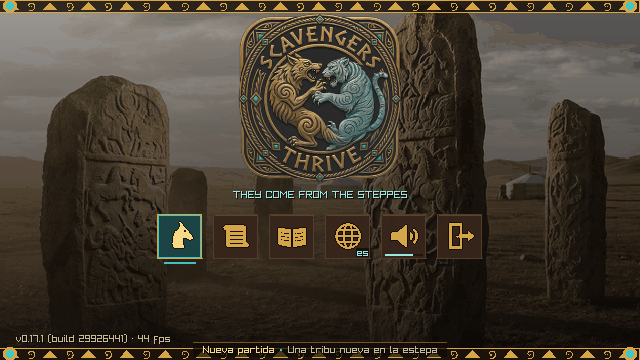 SCAVENGERS
THRIVE
THEY COME FROM THE STEPPES
es
v0.17.1 (build 29926441) · 44 fps
Nueva partida · Una tribu nueva en la estepa